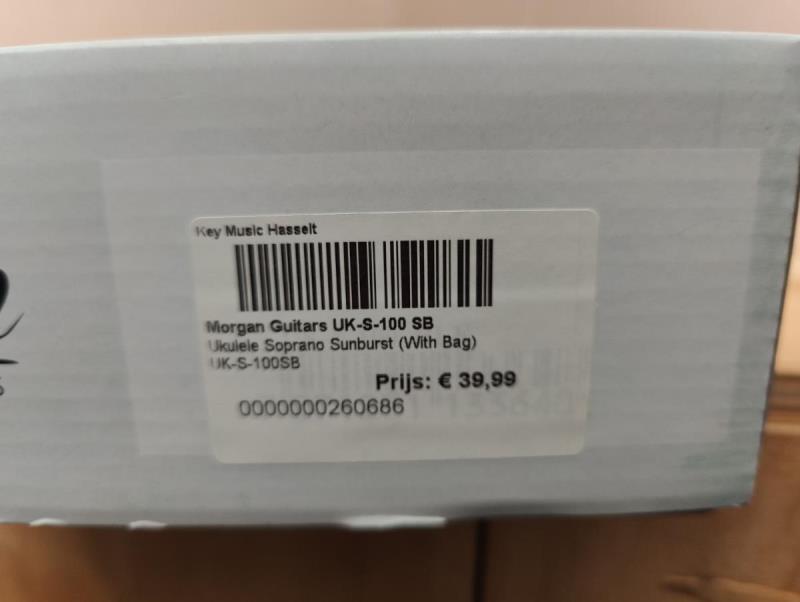 Key Music Hasselt
Morgan Guitars UK-S-100 SB
Ukulele Soprano Sunburst (With Bag)
UK-S-100SB
Prijs: € 39,99
0000000260686